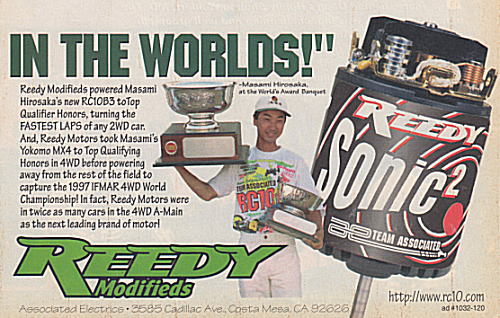 IN THE WORLDS!"
Reedy Modifieds powered Masami
Hirosaka's new RC10B3 toTop
Qualifier Honors, turning the
FASTEST LAPS of any 2WD car.
And, Reedy Motors took Masami's
Yokomo MX4 to Top Qualifying
Honors in 4WD before powering
away from the rest of the field to
capture the 1997 IFMAR 4WD World
Championship! In fact, Reedy Motors were
in twice as many cars in the 4WD A-Main
as the next leading brand of motor!
-Masami Hirosaka,
at the World's Award Banquet
TEAM ASSOCIATED
RC10
REEDY
Sonic2
TEAM ASSOCIATED
REEDY
Modifieds
http://www.rc10.com
Associated Electrics • 3585 Cadillac Ave., Costa Mesa, CA 92626
ad #1032-120